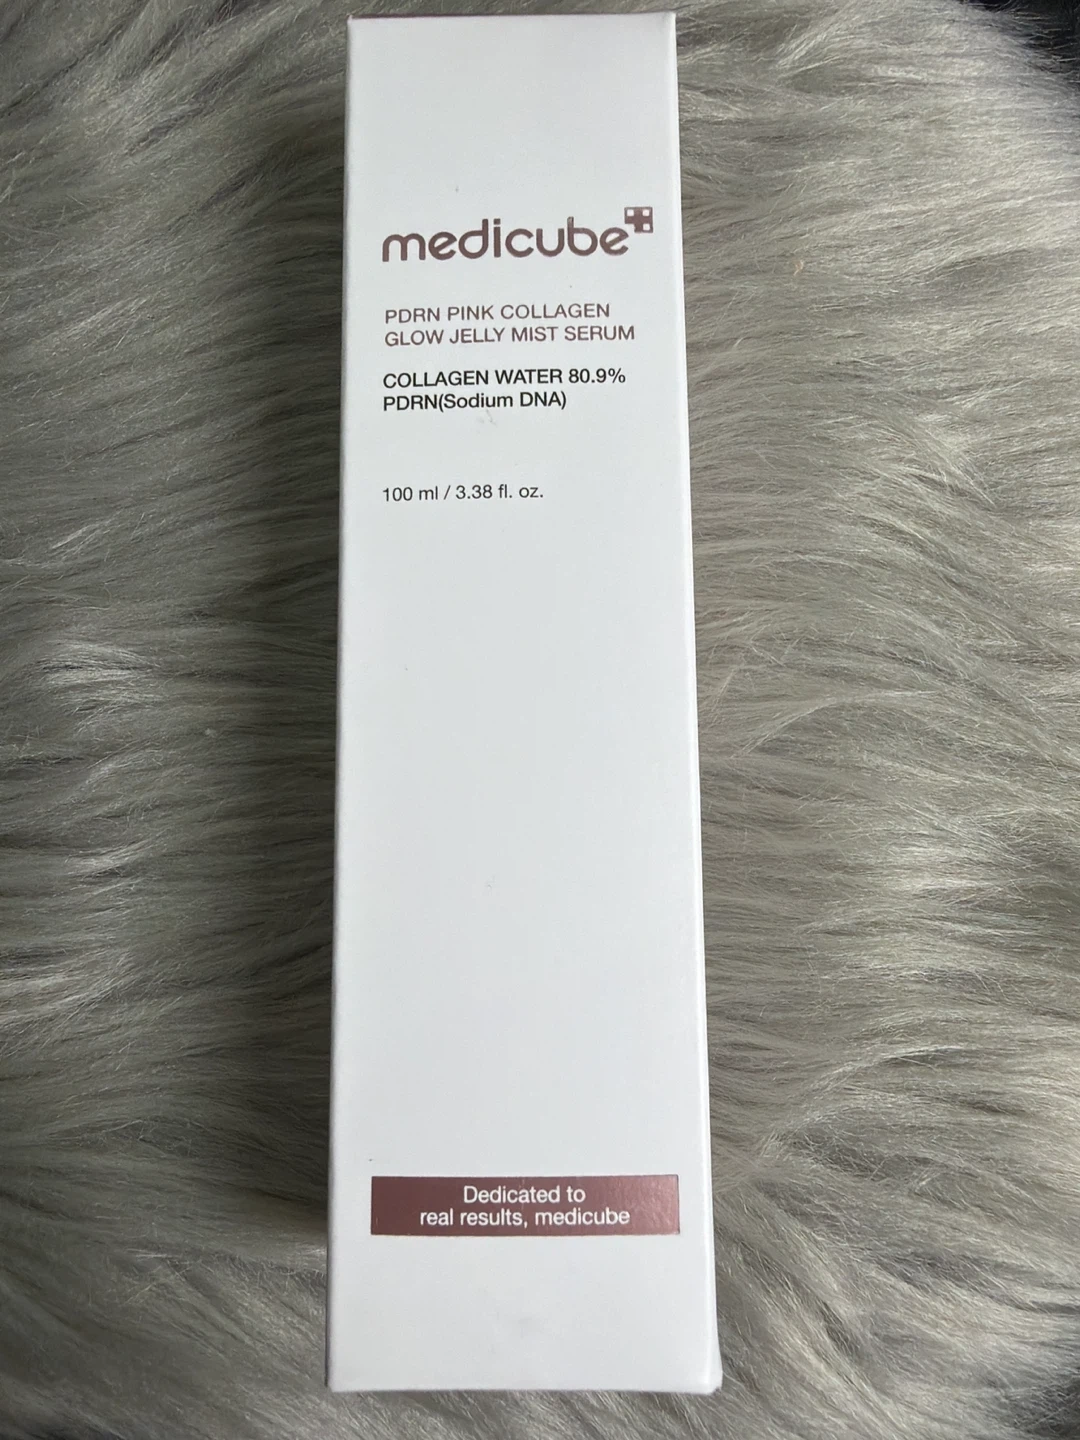 medicube
PDRN PINK COLLAGEN
GLOW JELLY MIST SERUM
COLLAGEN WATER 80.9%
PDRN(Sodium DNA)
100 ml / 3.38 fl. oz.
Dedicated to
real results, medicube